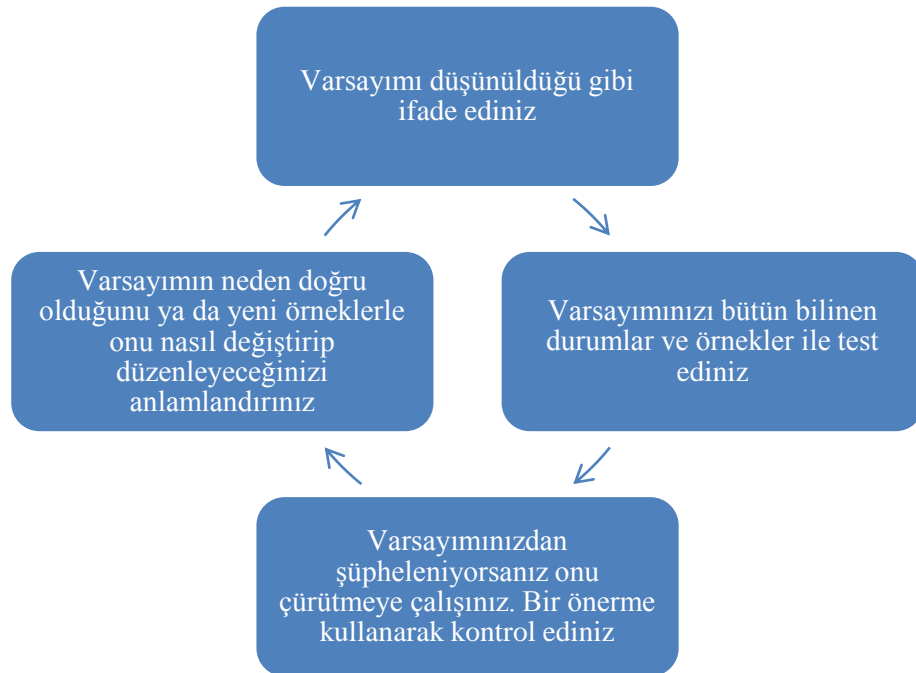 Varsayımı düşünüldüğü gibi
ifade ediniz
Varsayımınızı bütün bilinen
durumlar ve örnekler ile test
ediniz
Varsayımınızdan
şüpheleniyorsanız onu
çürütmeye çalışınız. Bir önerme
kullanarak kontrol ediniz
Varsayımın neden doğru
olduğunu ya da yeni örneklerle
onu nasıl değiştirip
düzenleyeceğinizi
anlamlandırınız